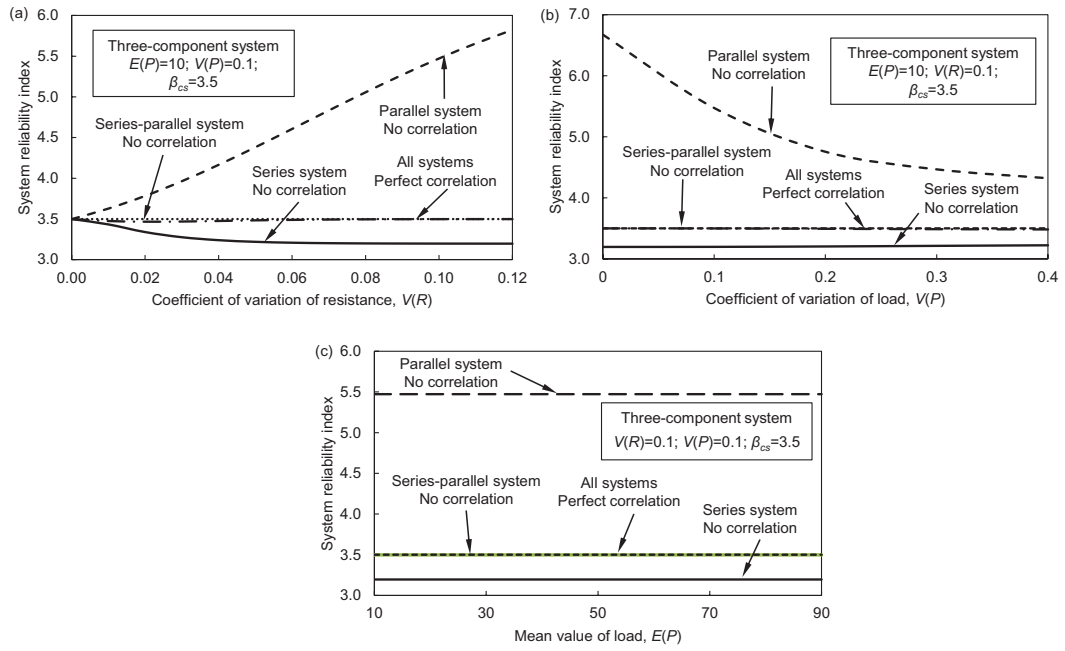 (a)
6.0
5.5
5.0
4.5
4.0
3.5
3.0
System reliability index
Three-component system
E(P)=10; V(P)=0.1;
βcs=3.5
Series-parallel system
No correlation
Parallel system
No correlation
Series system
No correlation
All systems
Perfect correlation
0.00 0.02 0.04 0.06 0.08 0.10 0.12
Coefficient of variation of resistance, V(R)
(b)
7.0
6.0
5.0
4.0
3.0
System reliability index
Parallel system
No correlation
Three-component system
E(P)=10; V(R)=0.1;
βcs=3.5
Series-parallel system
No correlation
All systems
Perfect correlation
Series system
No correlation
0 0.1 0.2 0.3 0.4
Coefficient of variation of load, V(P)
(c)
6.0
5.5
5.0
4.5
4.0
3.5
3.0
System reliability index
Parallel system
No correlation
Three-component system
V(R)=0.1; V(P)=0.1; βcs=3.5
Series-parallel system
No correlation
All systems
Perfect correlation
Series system
No correlation
10 30 50 70 90
Mean value of load, E(P)